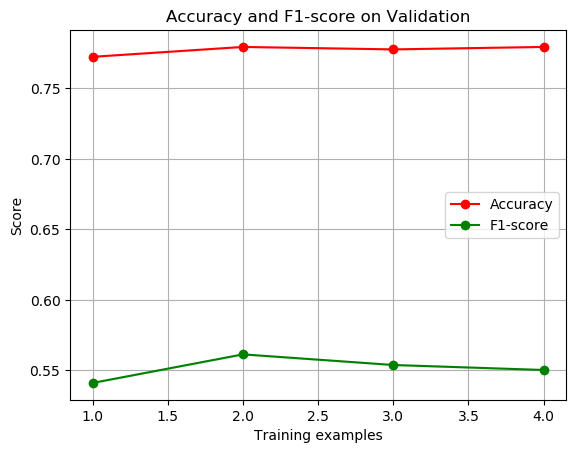 Accuracy and F1-score on Validation
Score
0.75
0.70
0.65
0.60
0.55
Accuracy
F1-score
1.0 1.5 2.0 2.5 3.0 3.5 4.0
Training examples